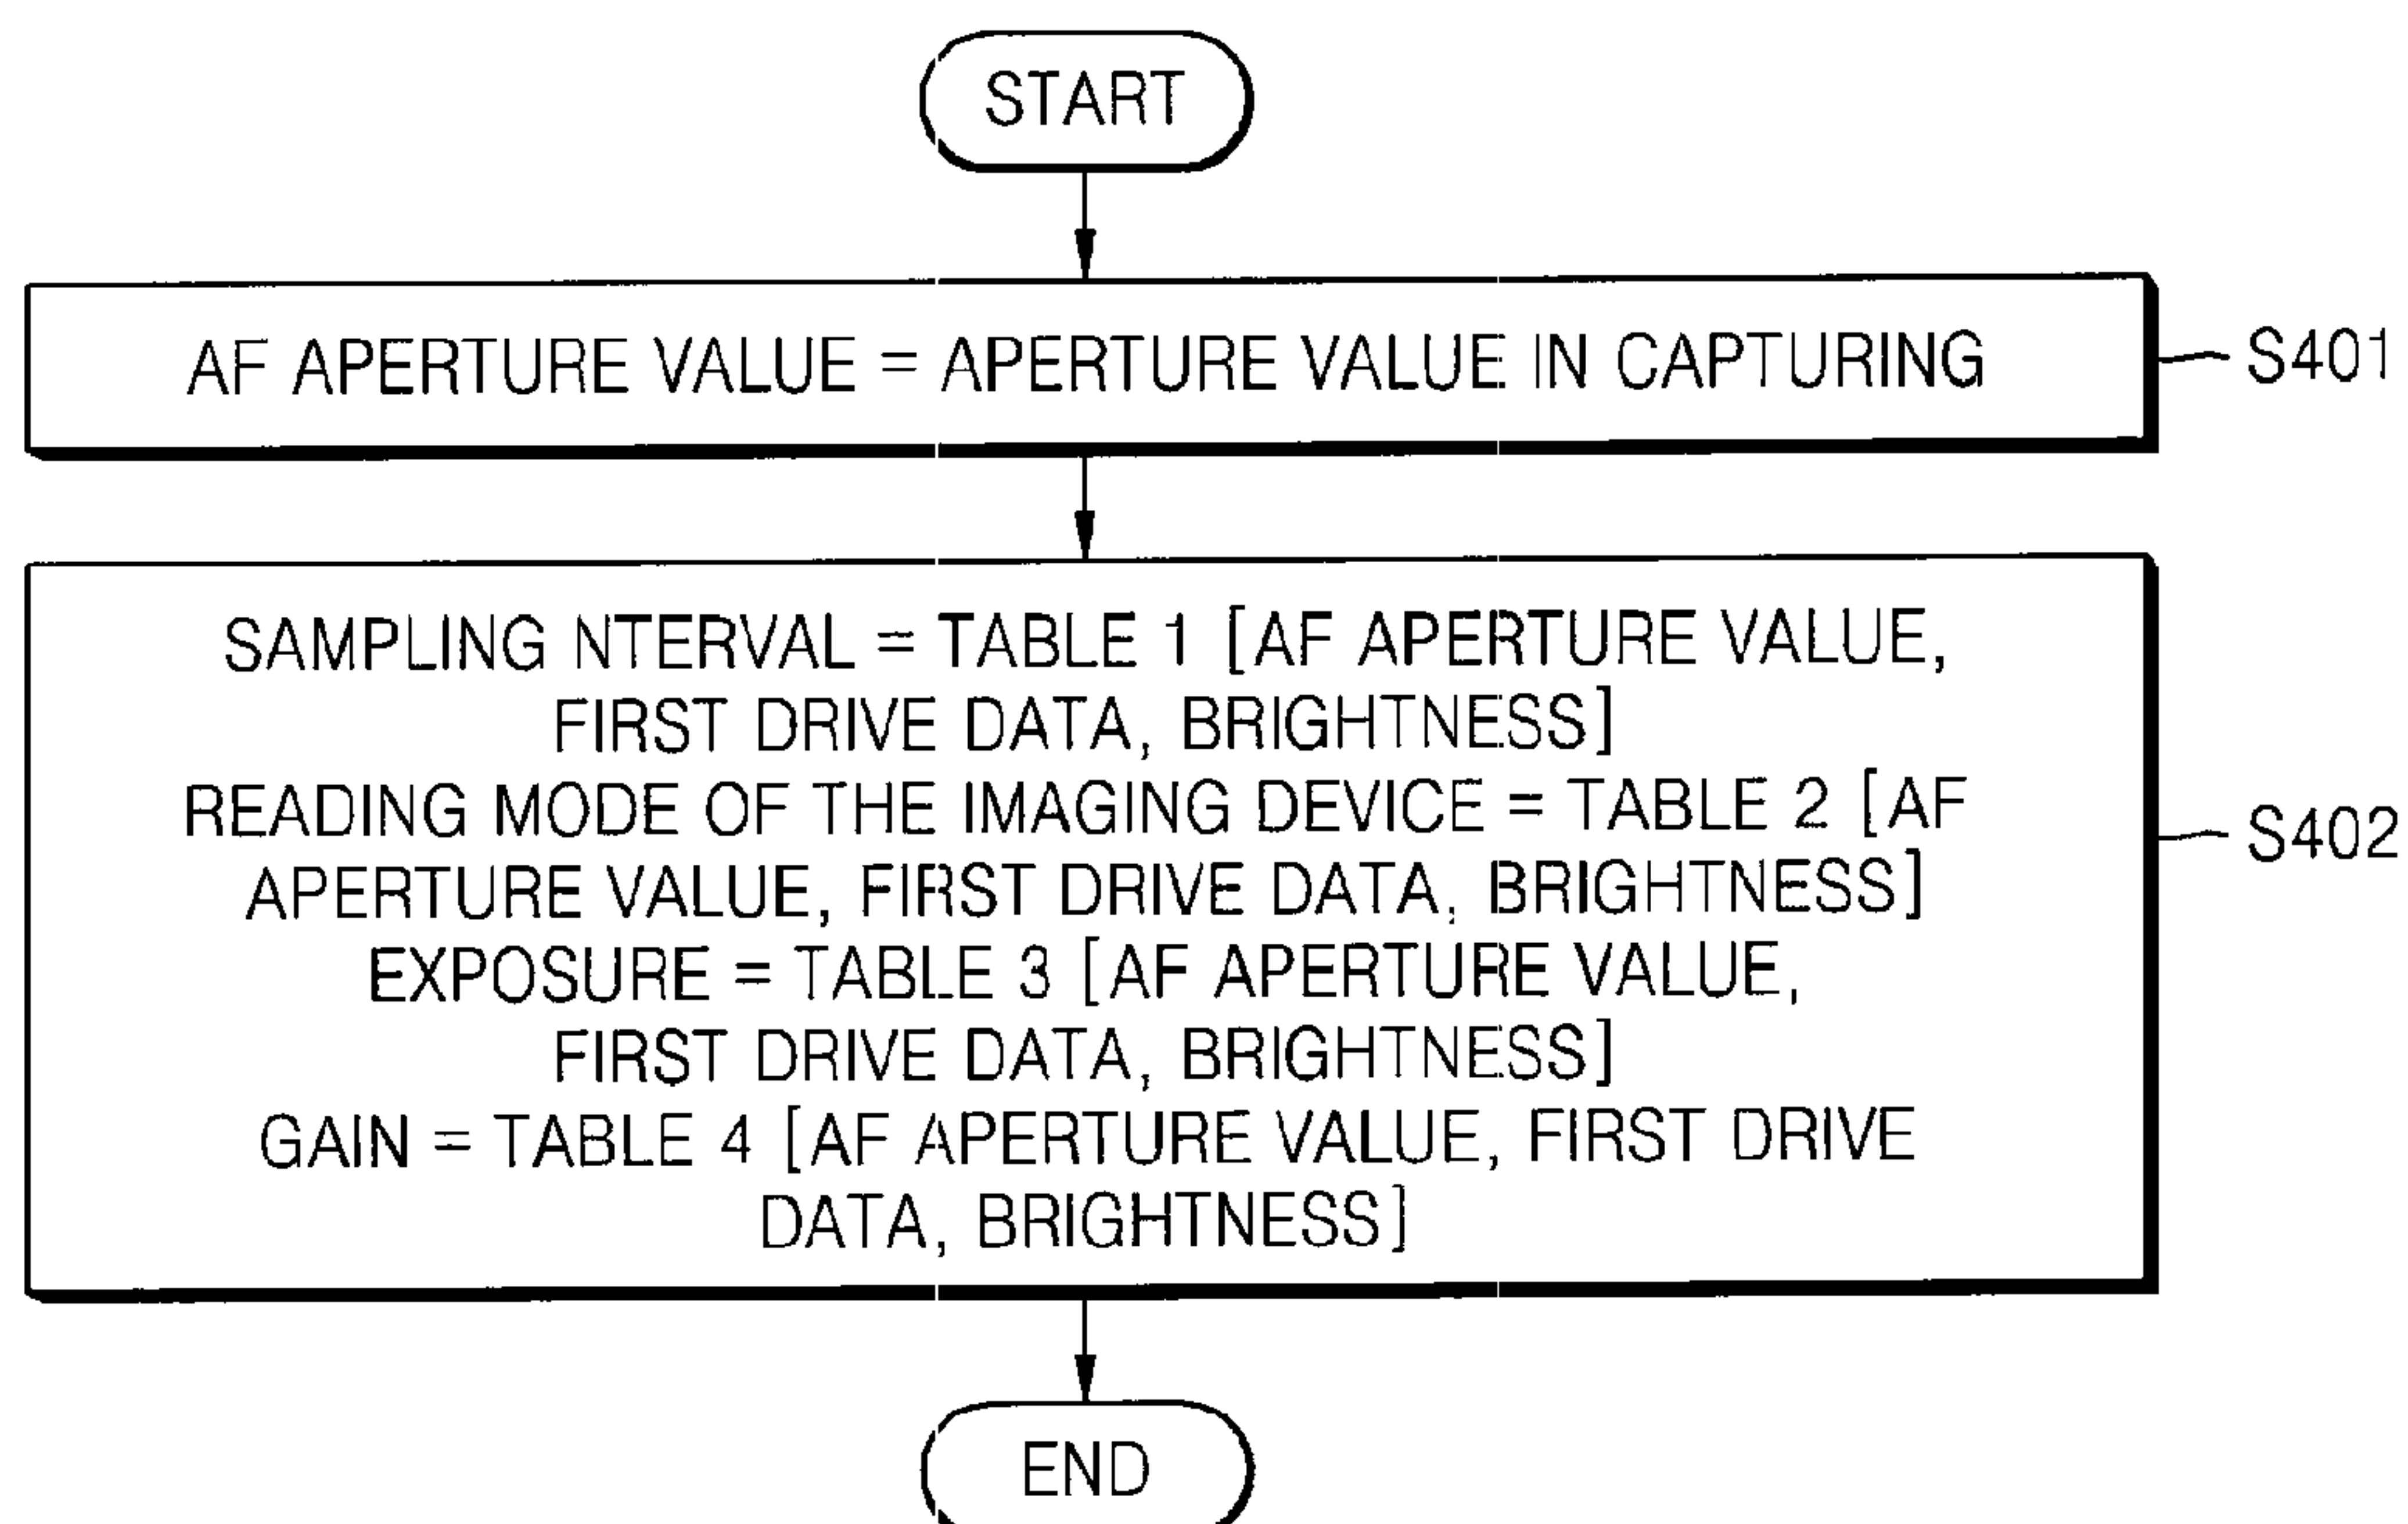 START
AF APERTURE VALUE = APERTURE VALUE IN CAPTURING
S401
SAMPLING NTERVAL = TABLE 1 [AF APERTURE VALUE,
FIRST DRIVE DATA, BRIGHTNESS]
READING MODE OF THE IMAGING DEVICE = TABLE 2 [AF
APERTURE VALUE, FIRST DRIVE DATA, BRIGHTNESS]
EXPOSURE = TABLE 3 [AF APERTURE VALUE,
FIRST DRIVE DATA, BRIGHTNESS]
GAIN = TABLE 4 [AF APERTURE VALUE, FIRST DRIVE
DATA, BRIGHTNESS]
S402
END